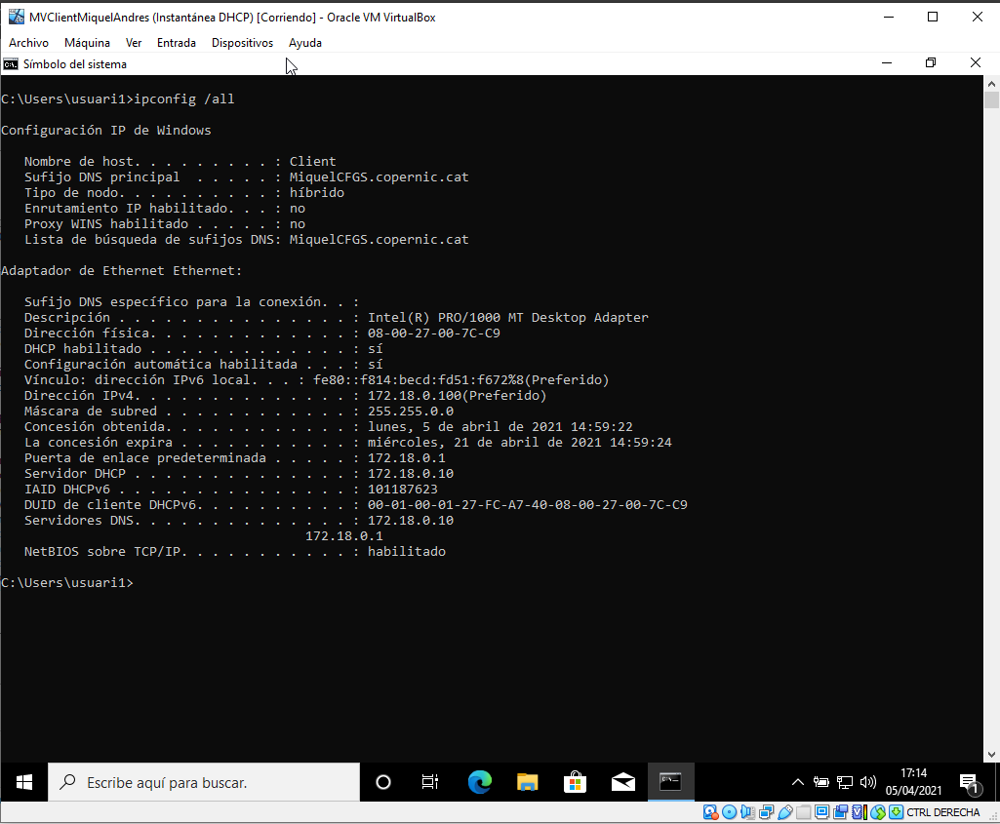 MVClientMiquelAndres (Instantánea DHCP) [Corriendo] - Oracle VM VirtualBox
Archivo Máquina Ver Entrada Dispositivos Ayuda
Símbolo del sistema
C:\Users\usuari1>ipconfig /all
Configuración IP de Windows
Nombre de host. . . . . . . . . : Client
Sufijo DNS principal  . . . . . : MiquelCFGS.copernic.cat
Tipo de nodo. . . . . . . . . . : híbrido
Enrutamiento IP habilitado. . . : no
Proxy WINS habilitado . . . . . : no
Lista de búsqueda de sufijos DNS: MiquelCFGS.copernic.cat
Adaptador de Ethernet Ethernet:
Sufijo DNS específico para la conexión. . :
Descripción . . . . . . . . . . . . . . . : Intel(R) PRO/1000 MT Desktop Adapter
Dirección física. . . . . . . . . . . . . : 08-00-27-00-7C-C9
DHCP habilitado . . . . . . . . . . . . . : sí
Configuración automática habilitada . . . : sí
Vínculo: dirección IPv6 local. . . : fe80::f814:becd:fd51:f672%8(Preferido)
Dirección IPv4. . . . . . . . . . . . . . : 172.18.0.100(Preferido)
Máscara de subred . . . . . . . . . . . . : 255.255.0.0
Concesión obtenida. . . . . . . . . . . . : lunes, 5 de abril de 2021 14:59:22
La concesión expira . . . . . . . . . . . : miércoles, 21 de abril de 2021 14:59:24
Puerta de enlace predeterminada . . . . . : 172.18.0.1
Servidor DHCP . . . . . . . . . . . . . . : 172.18.0.10
IAID DHCPv6 . . . . . . . . . . . . . . . : 101187623
DUID de cliente DHCPv6. . . . . . . . . . : 00-01-00-01-27-FC-A7-40-08-00-27-00-7C-C9
Servidores DNS. . . . . . . . . . . . . . : 172.18.0.10
172.18.0.1
NetBIOS sobre TCP/IP. . . . . . . . . . . : habilitado
C:\Users\usuari1>
Escribe aquí para buscar.
17:14
05/04/2021
1
CTRL DERECHA